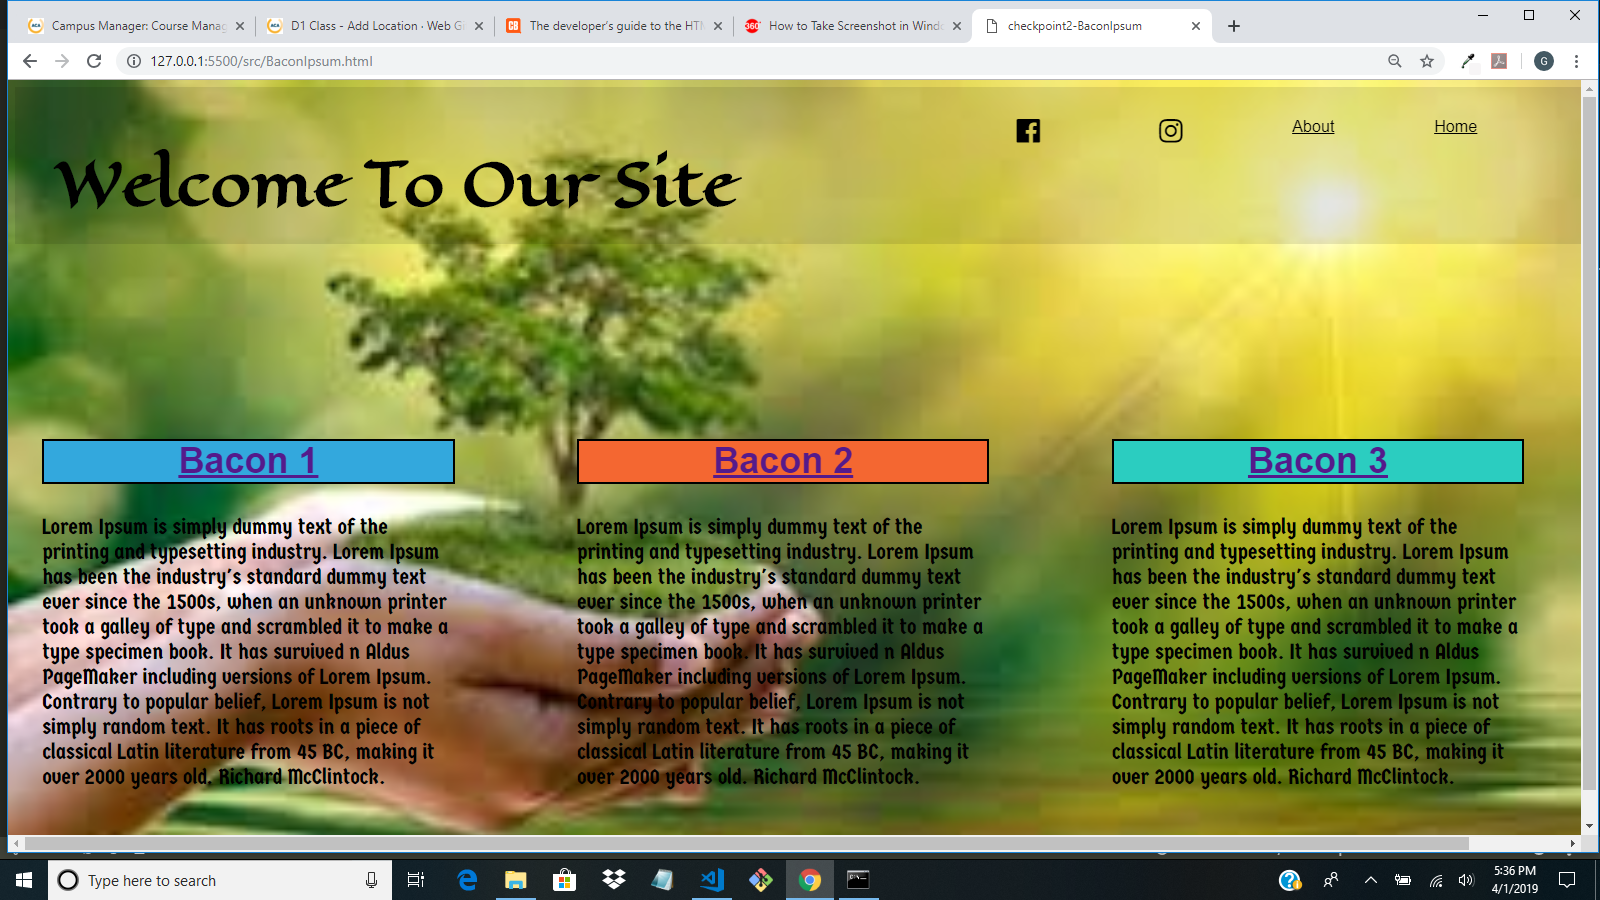 Campus Manager: Course Manag
D1 Class - Add Location · Web G
The developer's guide to the HTM
How to Take Screenshot in Windo
checkpoint2-BaconIpsum
127.0.0.1:5500/src/BaconIpsum.html
G
About
Home
Welcome To Our Site
Bacon 1
Lorem Ipsum is simply dummy text of the
printing and typesetting industry. Lorem Ipsum
has been the industry's standard dummy text
ever since the 1500s, when an unknown printer
took a galley of type and scrambled it to make a
type specimen book. It has survived n Aldus
PageMaker including versions of Lorem Ipsum.
Contrary to popular belief, Lorem Ipsum is not
simply random text. It has roots in a piece of
classical Latin literature from 45 BC, making it
over 2000 years old. Richard McClintock.
Bacon 2
Lorem Ipsum is simply dummy text of the
printing and typesetting industry. Lorem Ipsum
has been the industry's standard dummy text
ever since the 1500s, when an unknown printer
took a galley of type and scrambled it to make a
type specimen book. It has survived n Aldus
PageMaker including versions of Lorem Ipsum.
Contrary to popular belief, Lorem Ipsum is not
simply random text. It has roots in a piece of
classical Latin literature from 45 BC, making it
over 2000 years old. Richard McClintock.
Bacon 3
Lorem Ipsum is simply dummy text of the
printing and typesetting industry. Lorem Ipsum
has been the industry's standard dummy text
ever since the 1500s, when an unknown printer
took a galley of type and scrambled it to make a
type specimen book. It has survived n Aldus
PageMaker including versions of Lorem Ipsum.
Contrary to popular belief, Lorem Ipsum is not
simply random text. It has roots in a piece of
classical Latin literature from 45 BC, making it
over 2000 years old. Richard McClintock.
Type here to search
5:36 PM
4/1/2019